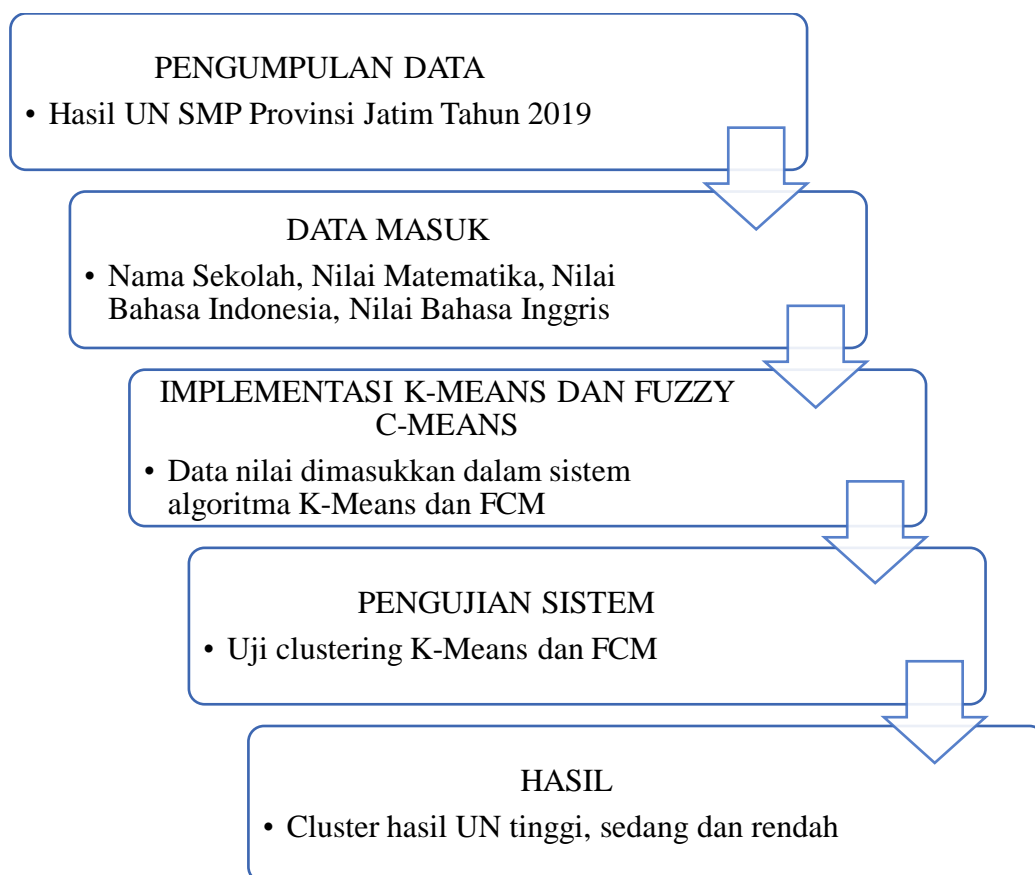 PENGUMPULAN DATA
• Hasil UN SMP Provinsi Jatim Tahun 2019
DATA MASUK
• Nama Sekolah, Nilai Matematika, Nilai
Bahasa Indonesia, Nilai Bahasa Inggris
IMPLEMENTASI K-MEANS DAN FUZZY
C-MEANS
• Data nilai dimasukkan dalam sistem
algoritma K-Means dan FCM
PENGUJIAN SISTEM
• Uji clustering K-Means dan FCM
HASIL
• Cluster hasil UN tinggi, sedang dan rendah